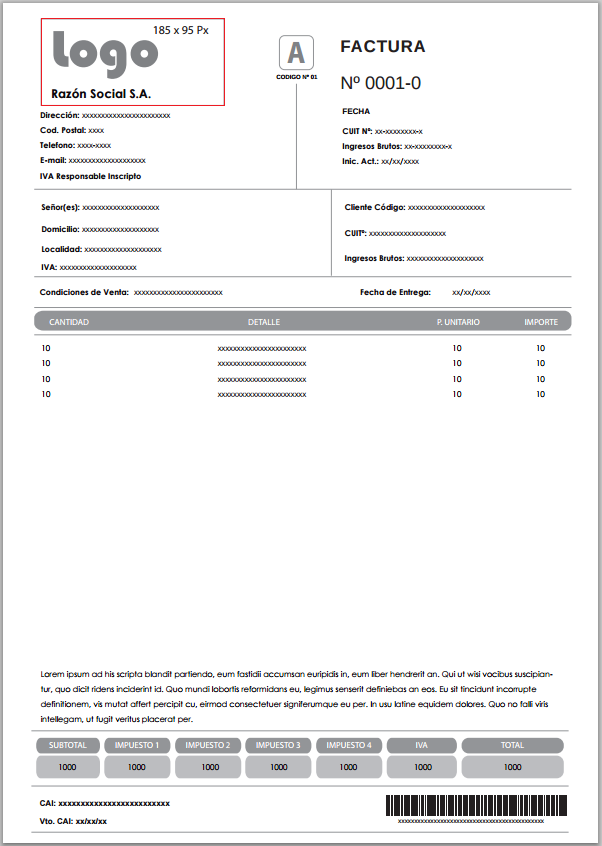 185 x 95 Px
Logo
Razón Social S.A.
Dirección: xxxxxxxxxxxxxxxxxxxxxxx
Cod. Postal: xxxx
Telefono: xxxx-xxxx
E-mail: xxxxxxxxxxxxxxxxxxxx
IVA Responsable Inscripto
A
CODIGO Nº 01
FACTURA
Nº 0001-0
FECHA
CUIT Nº: xx-xxxxxxxx-x
Ingresos Brutos: xx-xxxxxxxxx-x
Inic. Act.: xx/xx/xxxx
Señor(es): xxxxxxxxxxxxxxxxxxxx
Domicilio: xxxxxxxxxxxxxxxxxxxx
Localidad: xxxxxxxxxxxxxxxxxxxx
IVA: xxxxxxxxxxxxxxxxxxxx
Cliente Código: xxxxxxxxxxxxxxxxxxxx
CUITº: xxxxxxxxxxxxxxxxxxxx
Ingresos Brutos: xxxxxxxxxxxxxxxxxxxx
Condiciones de Venta: xxxxxxxxxxxxxxxxxxxxxxx Fecha de Entrega: xx/xx/xxxx
CANTIDAD DETALLE P. UNITARIO IMPORTE
10 xxxxxxxxxxxxxxxxxxxxxxx 10 10
10 xxxxxxxxxxxxxxxxxxxxxxx 10 10
10 xxxxxxxxxxxxxxxxxxxxxxx 10 10
10 xxxxxxxxxxxxxxxxxxxxxxx 10 10
Lorem ipsum ad his scripta blandit partiendo, eum fastidii accumsan euripidis in, eum liber hendrerit an. Qui ut wisi vocibus suscipian-
tur, quo dicit ridens inciderint id. Quo mundi lobortis reformidans eu, legimus senserit definiebas an eos. Eu sit tincidunt incorrupte
definitionem, vis mutat affert percipit cu, eirmod consectetuer signiferumque eu per. In usu latine equidem dolores. Quo no falli viris
intellegam, ut fugit veritus placerat per.
SUBTOTAL IMPUESTO 1 IMPUESTO 2 IMPUESTO 3 IMPUESTO 4 IVA TOTAL
1000 1000 1000 1000 1000 1000 1000
CAI: xxxxxxxxxxxxxxxxxxxxxxxxx
Vto. CAI: xx/xx/xx
xxxxxxxxxxxxxxxxxxxxxxxxxxxxxxxxxxxxxxxxxx